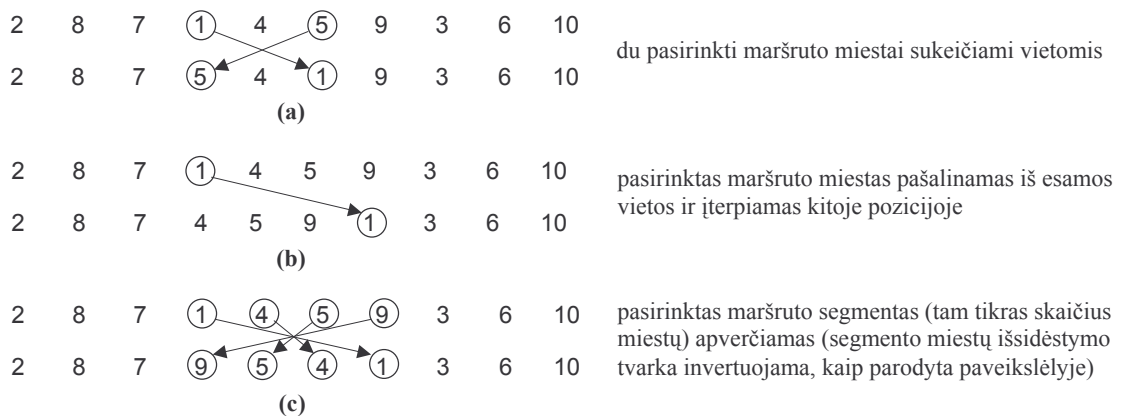 2 8 7 1 4 5 9 3 6 10
du pasirinkti maršruto miestai sukeičiami vietomis
2 8 7 5 4 1 9 3 6 10
(a)
2 8 7 1 4 5 9 3 6 10
pasirinktas maršruto miestas pašalinamas iš esamos
vietos ir įterpiamas kitoje pozicijoje
2 8 7 4 5 9 1 3 6 10
(b)
2 8 7 1 4 5 9 3 6 10
pasirinktas maršruto segmentas (tam tikras skaičius
miestų) apverčiamas (segmento miestų išsidėstymo
tvarka invertuojama, kaip parodyta paveikslėlyje)
2 8 7 9 5 4 1 3 6 10
(c)